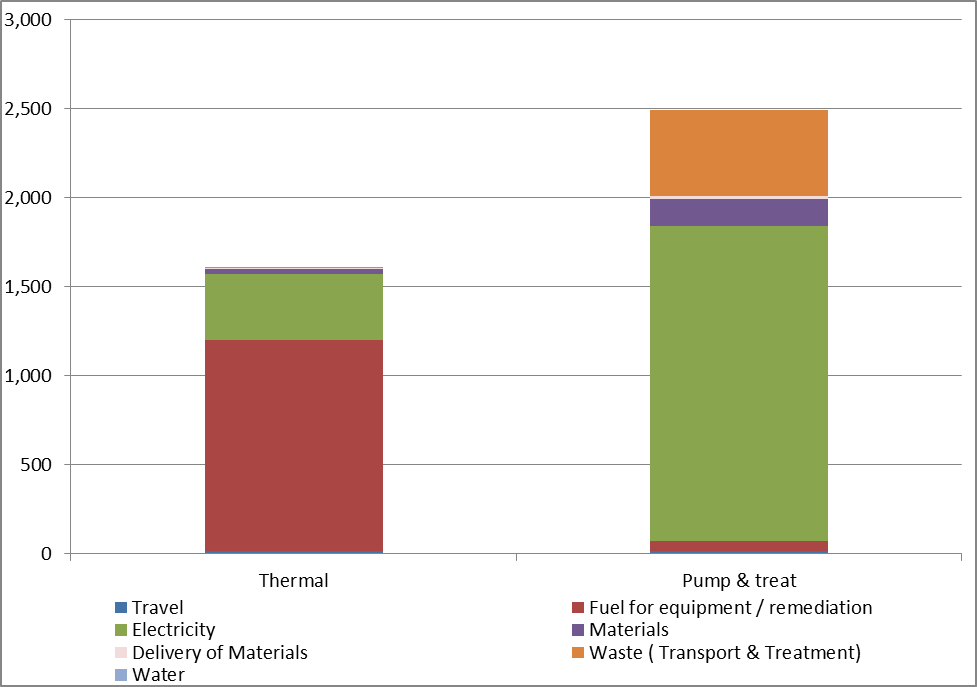 3,000
2,500
2,000
1,500
1,000
500
0
Thermal Pump & treat
Travel Fuel for equipment / remediation
Electricity Materials
Delivery of Materials Waste ( Transport & Treatment)
Water